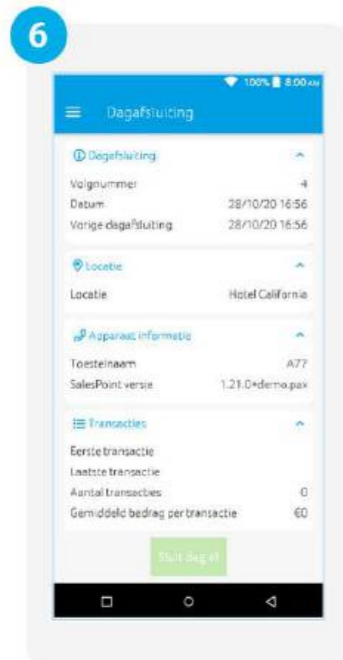 6
100% 8:00 AM
Dagafsluiting
Dagafsluiting
Volgnummer 4
Datum 28/10/20 16:56
Vorige dagafsluiting 28/10/20 16:56
Locatie
Locatie Hotel California
Apparaat informatie
Toestelnaam A77
SalesPoint versie 1.21.0+demo.pax
Transacties
Eerste transactie
Laatste transactie
Aantal transacties 0
Gemiddeld bedrag per transactie €0
Sluit dag af